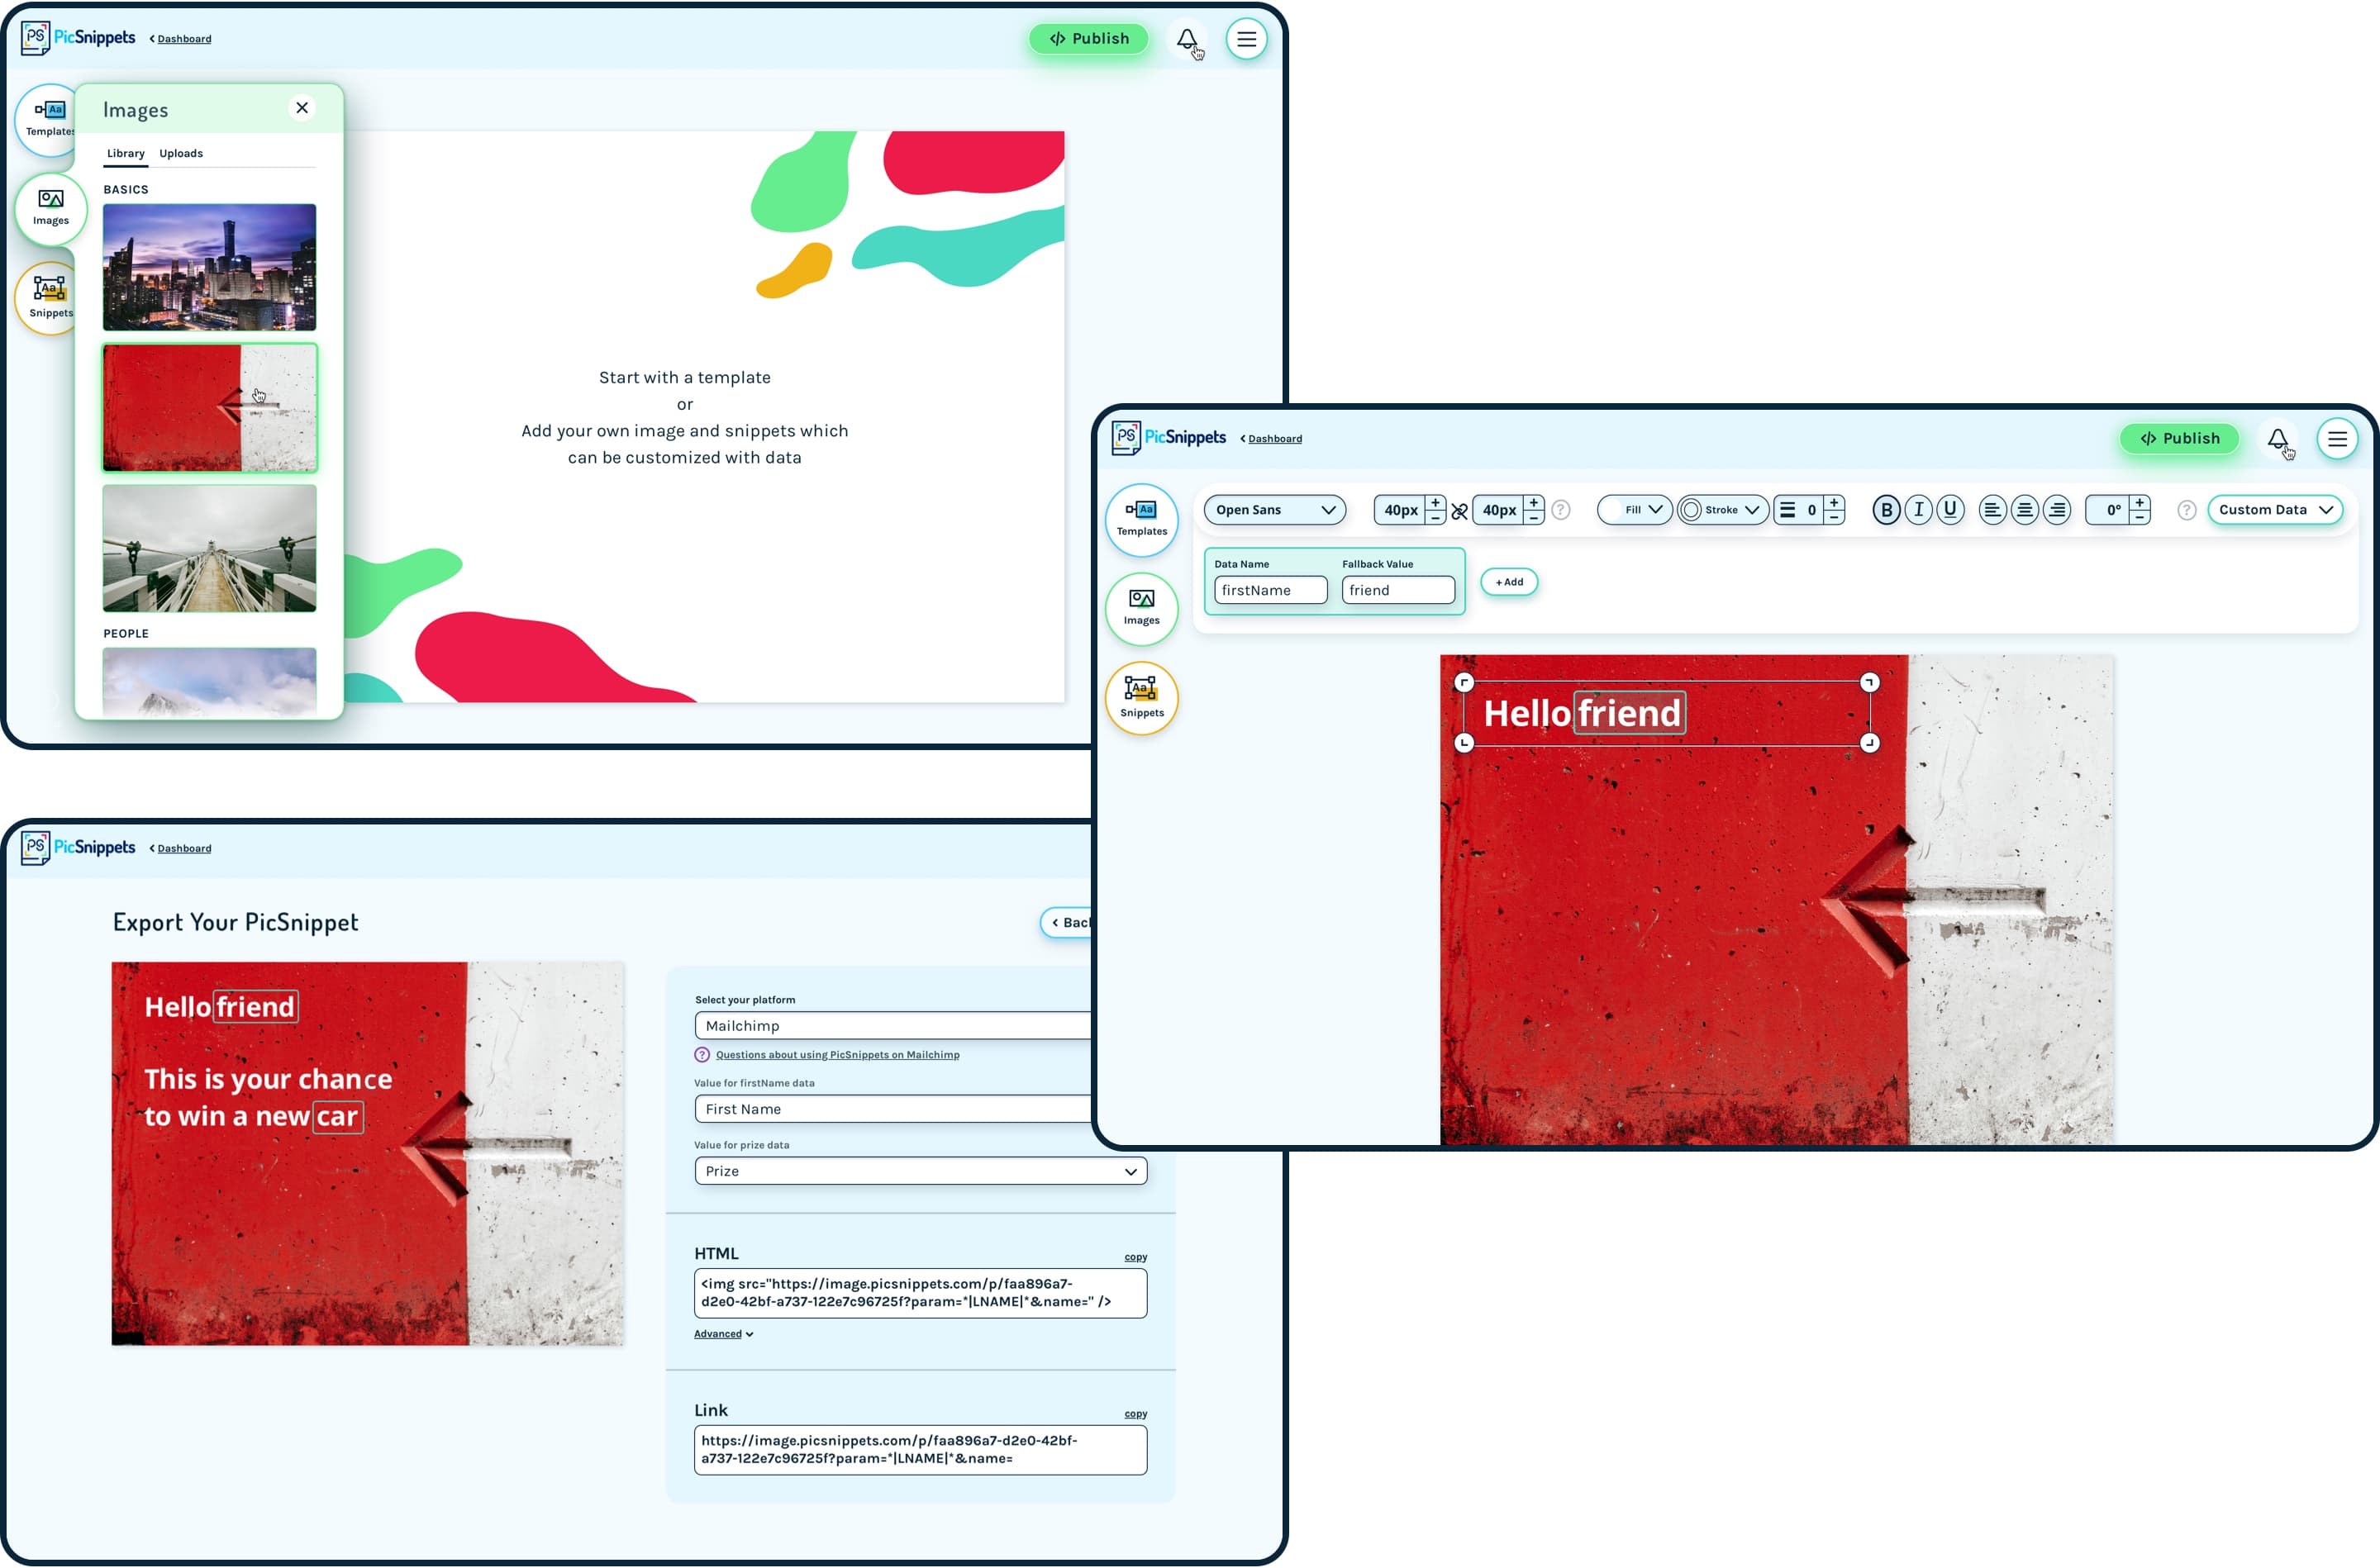 PS PicSnippets
Dashboard
Publish
Templates
Images
Snippets
Images
Library Uploads
BASICS
PEOPLE
Start with a template
or
Add your own image and snippets which
can be customized with data
PS PicSnippets
Dashboard
Publish
Templates
Images
Snippets
Open Sans
40px + −
40px + −
?
Fill
Stroke
0 + −
B I U
0° + −
?
Custom Data
Data Name Fallback Value
firstName friend
+ Add
Hello friend
PS PicSnippets
Dashboard
Export Your PicSnippet
Hello friend
This is your chance
to win a new car
Select your platform
Mailchimp
? Questions about using PicSnippets on Mailchimp
Value for firstName data
First Name
Value for prize data
Prize
HTML
copy
<img src="https://image.picsnippets.com/p/faa896a7-
d2e0-42bf-a737-122e7c96725f?param=*|LNAME|*&name=" />
Advanced
Link
copy
https://image.picsnippets.com/p/faa896a7-d2e0-42bf-
a737-122e7c96725f?param=*|LNAME|*&name=